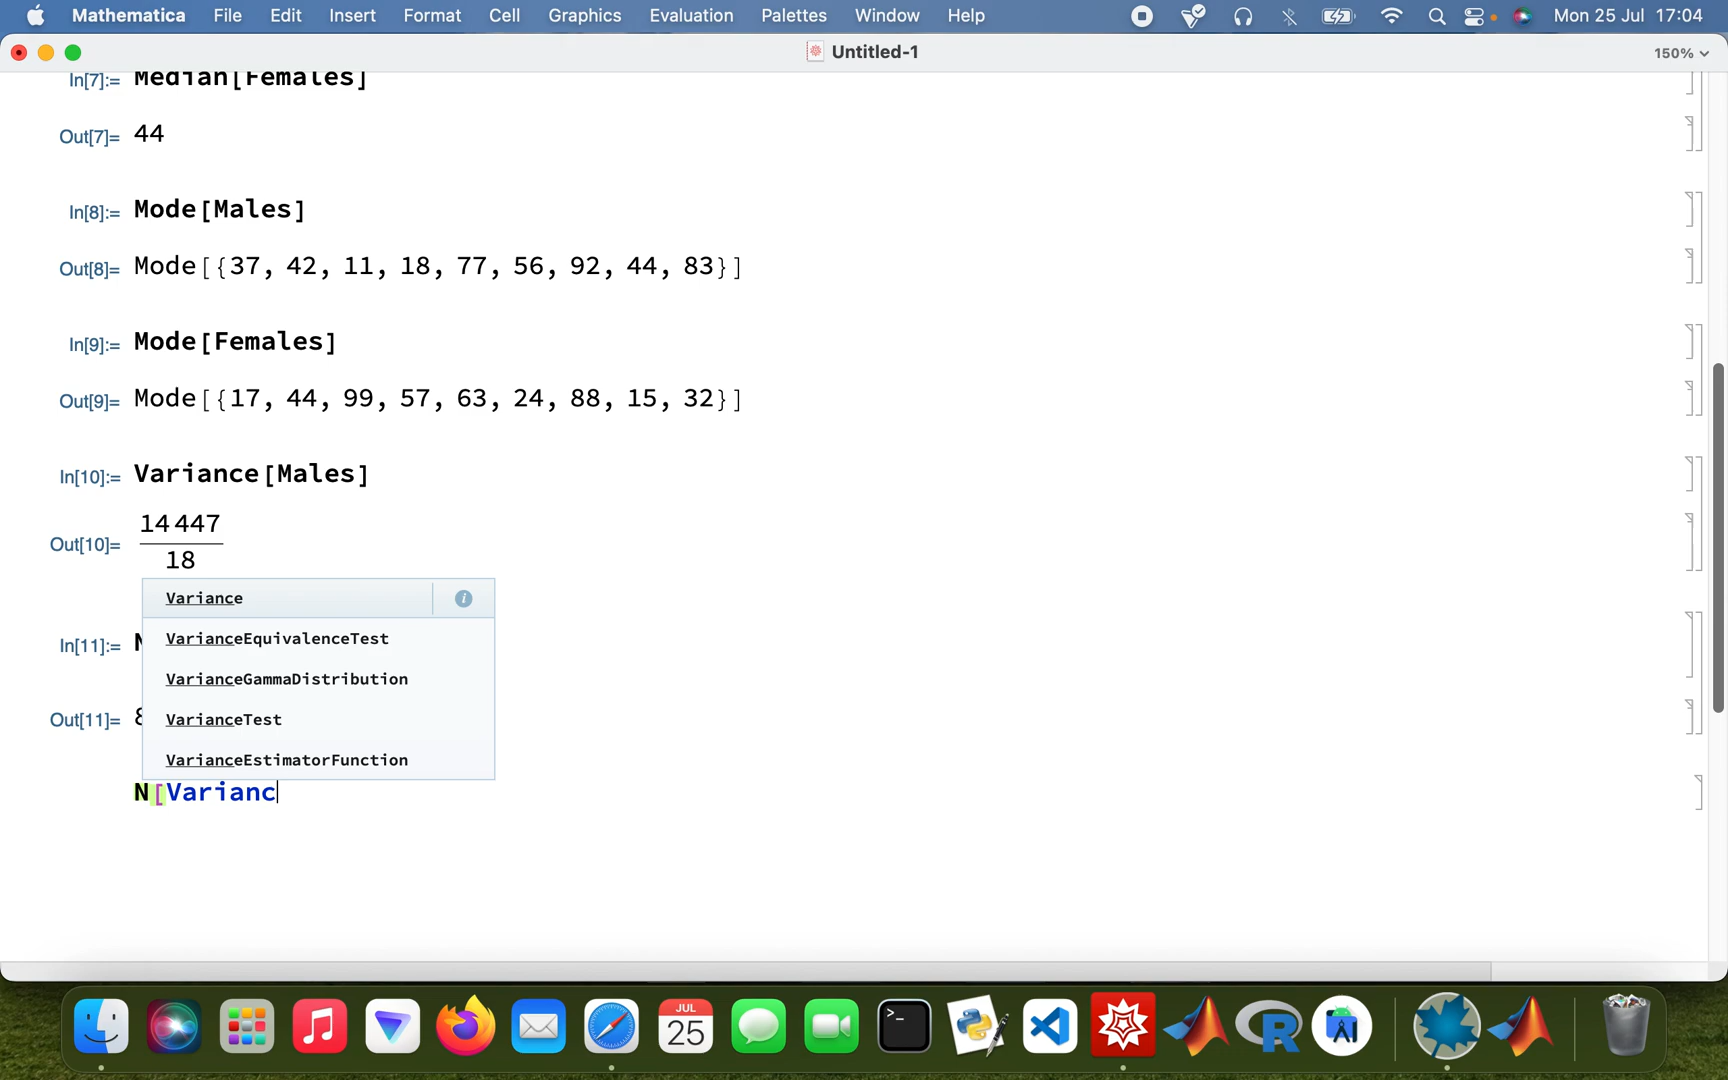 Mathematica File Edit Insert Format Cell Graphics Evaluation Palettes Window Help Mon 25 Jul 17:04
Untitled-1 150%
In[7]:= Median[Females]
Out[7]= 44
In[8]:= Mode[Males]
Out[8]= Mode[{37, 42, 11, 18, 77, 56, 92, 44, 83}]
In[9]:= Mode[Females]
Out[9]= Mode[{17, 44, 99, 57, 63, 24, 88, 15, 32}]
In[10]:= Variance[Males]
14 447
Out[10]=
18
Variance i
In[11]:= N
VarianceEquivalenceTest
VarianceGammaDistribution
Out[11]= 8
VarianceTest
VarianceEstimatorFunction
N[Varianc
JUL
25
>_
R
A